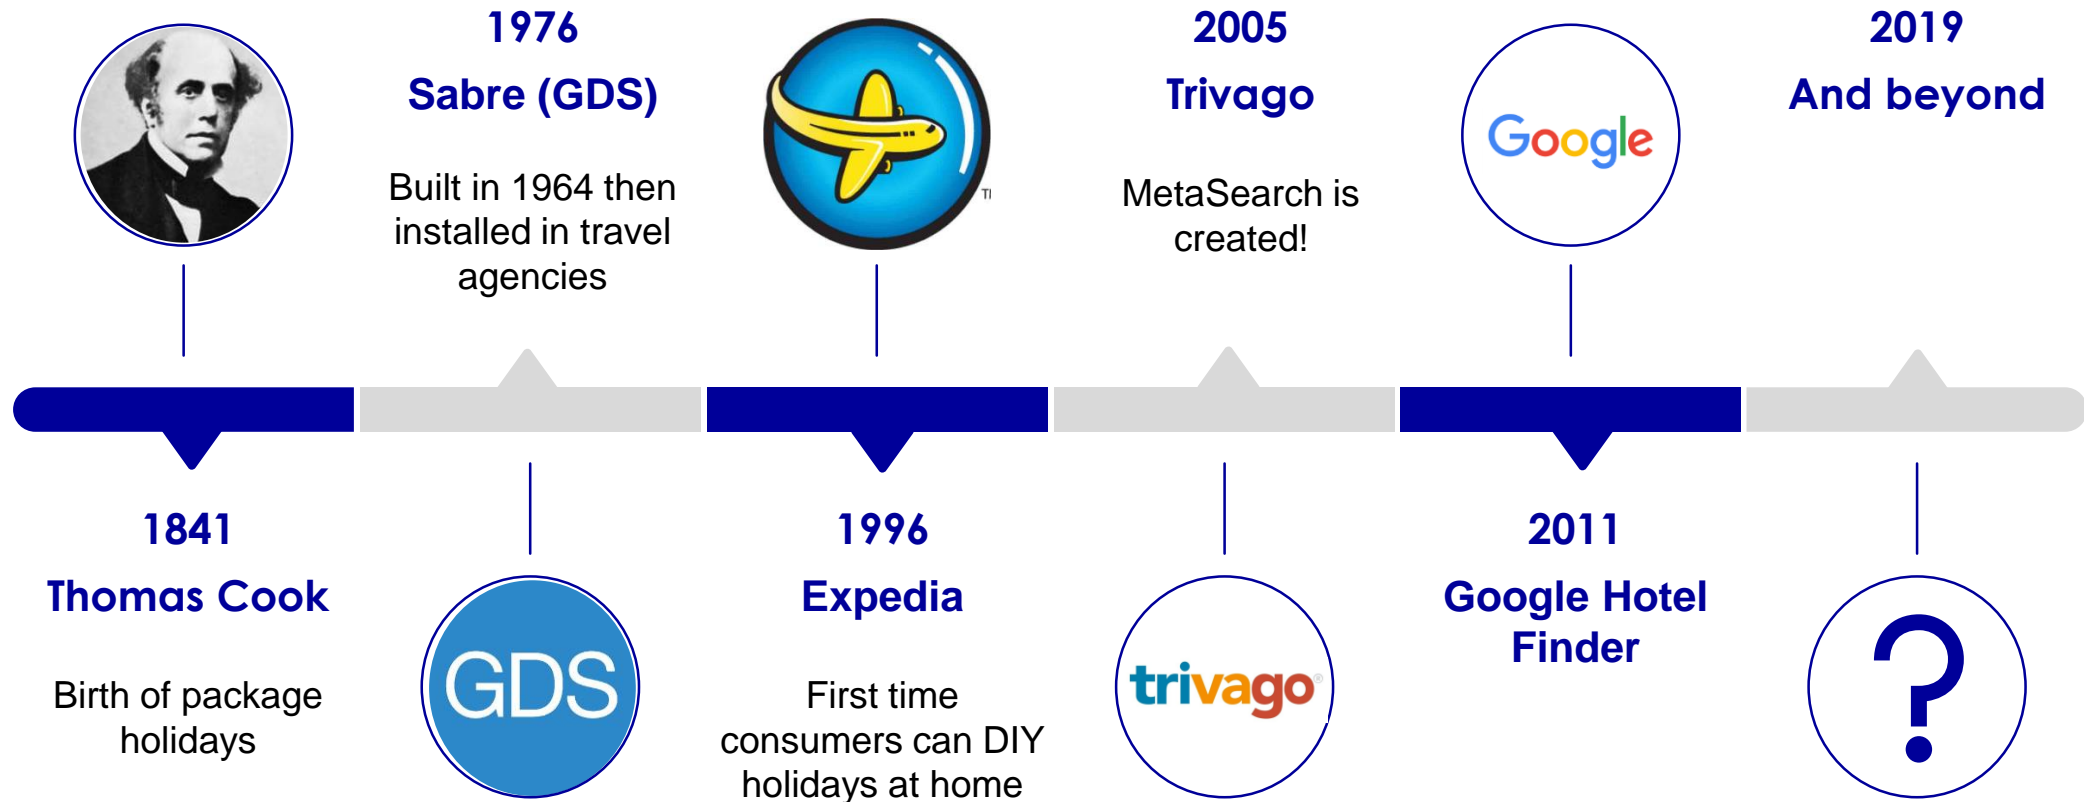 1976
Sabre (GDS)
Built in 1964 then
installed in travel
agencies
TM
2005
Trivago
MetaSearch is
created!
Google
2019
And beyond
1841
Thomas Cook
Birth of package
holidays
GDS
1996
Expedia
First time
consumers can DIY
holidays at home
trivago®
2011
Google Hotel
Finder
?